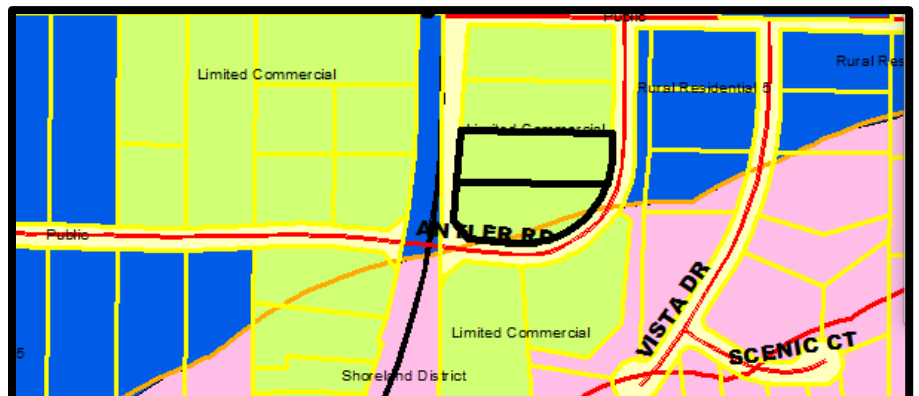 Public
Limited Commercial
Rural Res
Rural Residential 5
Limited Commercial
ANTLER RD
Public
VISTA DR
Limited Commercial
SCENIC CT
5
Shoreland District